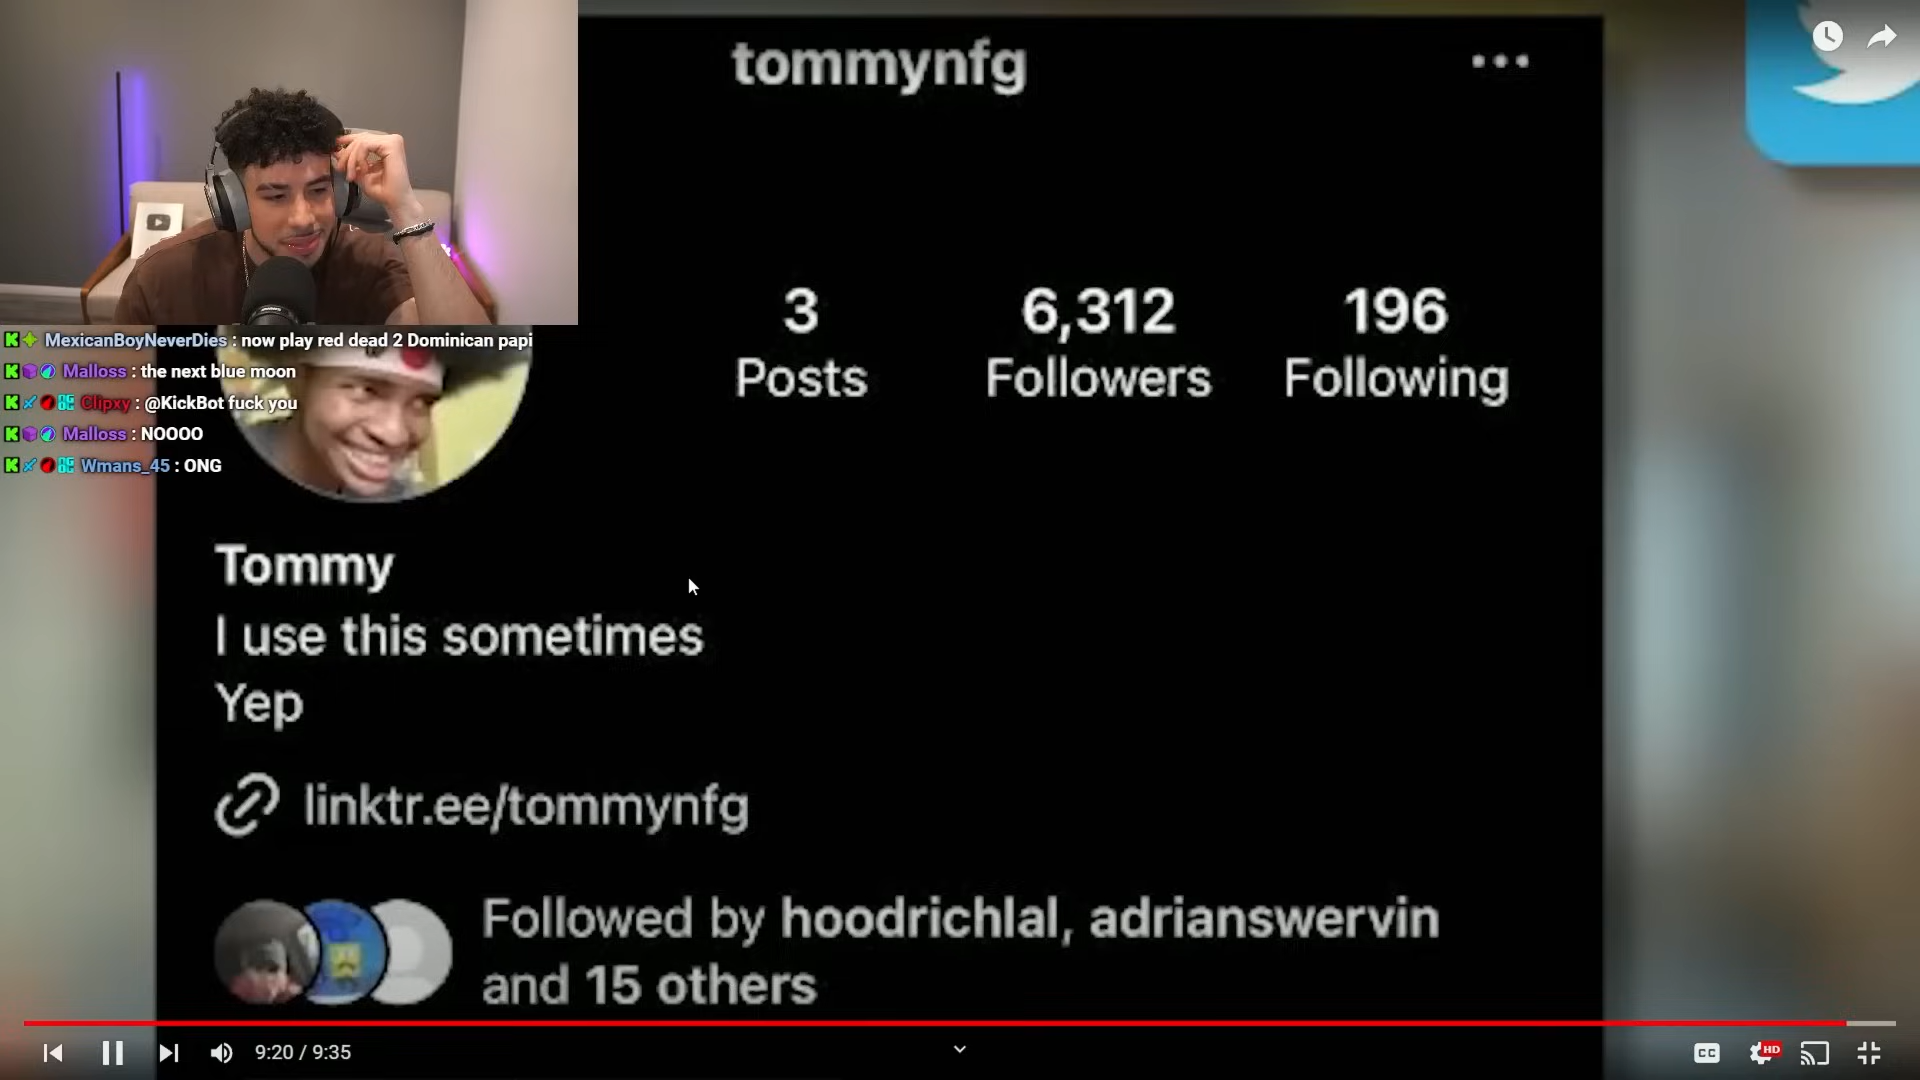 tommynfg
3 6,312 196
Posts Followers Following
MexicanBoyNeverDies : now play red dead 2 Dominican papi
Malloss : the next blue moon
Clipxy : @KickBot fuck you
Malloss : NOOOO
Wmans_45 : ONG
Tommy
I use this sometimes
Yep
linktr.ee/tommynfg
Followed by hoodrichlal, adrianswervin
and 15 others
9:20 / 9:35
CC
HD